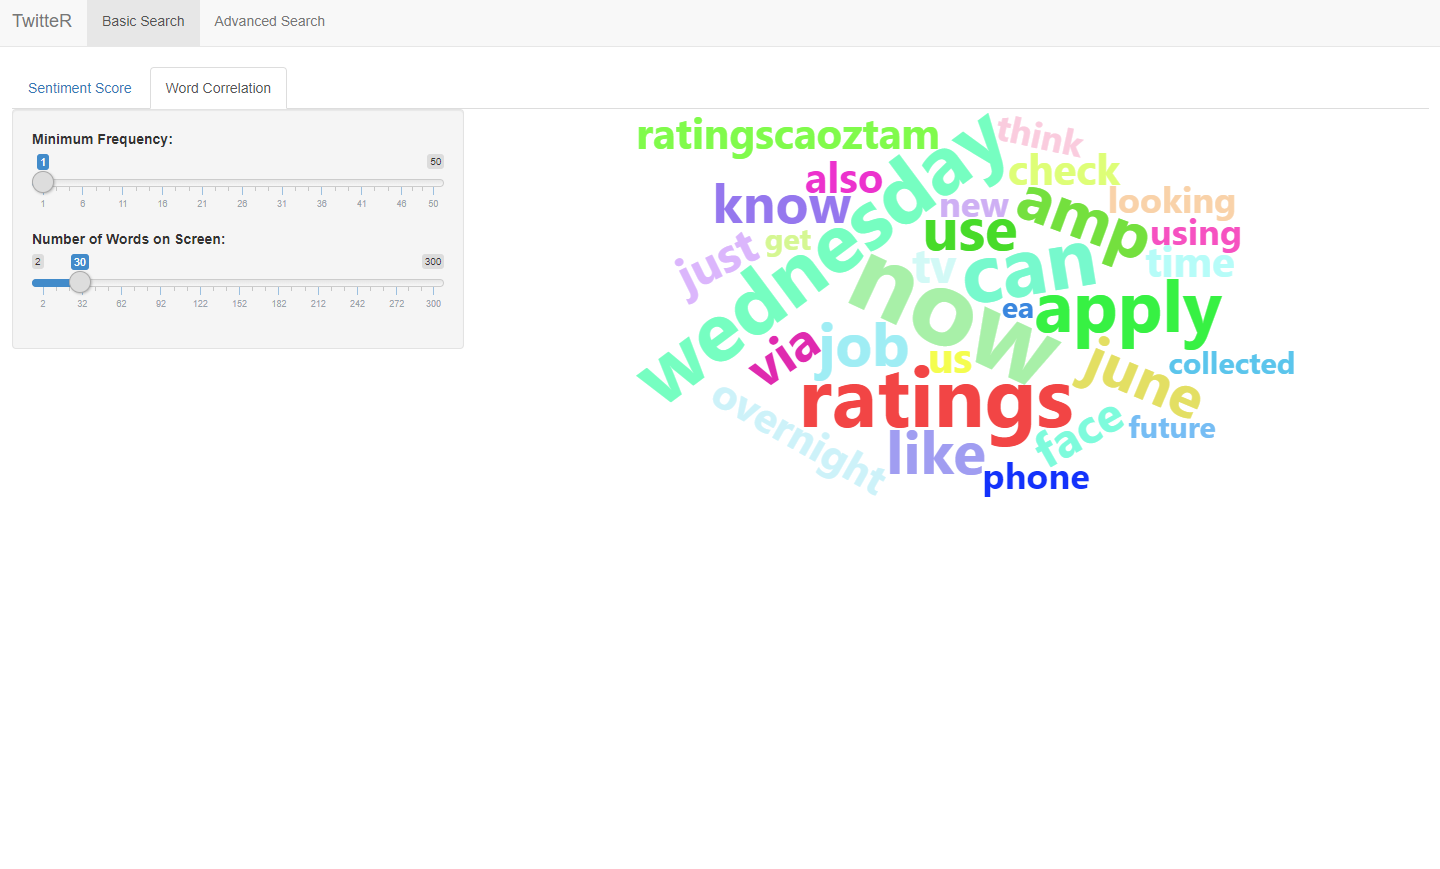 TwitteR Basic Search Advanced Search
Sentiment Score Word Correlation
Minimum Frequency:
1 50
1 6 11 16 21 26 31 36 41 46 50
Number of Words on Screen:
2 30 300
2 32 62 92 122 152 182 212 242 272 300
ratingscaoztam
think
also
check
know
wednesday
new
amp
looking
use
using
just
get
tv
can
time
now
ea
apply
via
job
us
june
collected
ratings
overnight
face
future
like
phone